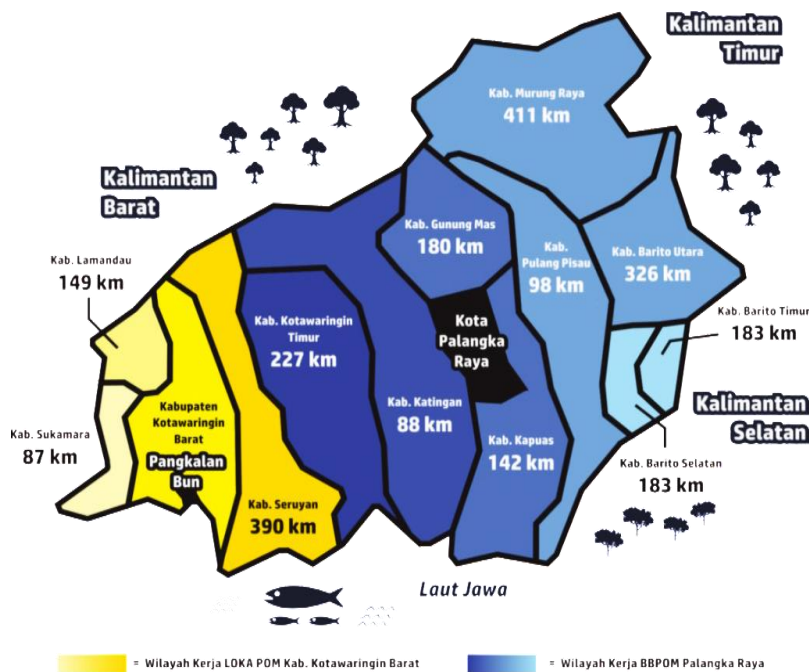 Kalimantan
Timur
Kab. Murung Raya
411 km
Kalimantan
Barat
Kab. Gunung Mas
180 km
Kab.
Pulang Pisau
98 km
Kab. Barito Utara
326 km
Kab. Lamandau
149 km
Kab. Barito Timur
183 km
Kab. Kotawaringin
Timur
227 km
Kota
Palangka
Raya
Kab. Katingan
88 km
Kabupaten
Kotawaringin
Barat
Pangkalan
Bun
Kalimantan
Selatan
Kab. Sukamara
87 km
Kab. Kapuas
142 km
Kab. Barito Selatan
183 km
Kab. Seruyan
390 km
Laut Jawa
= Wilayah Kerja LOKA POM Kab. Kotawaringin Barat
= Wilayah Kerja BBPOM Palangka Raya